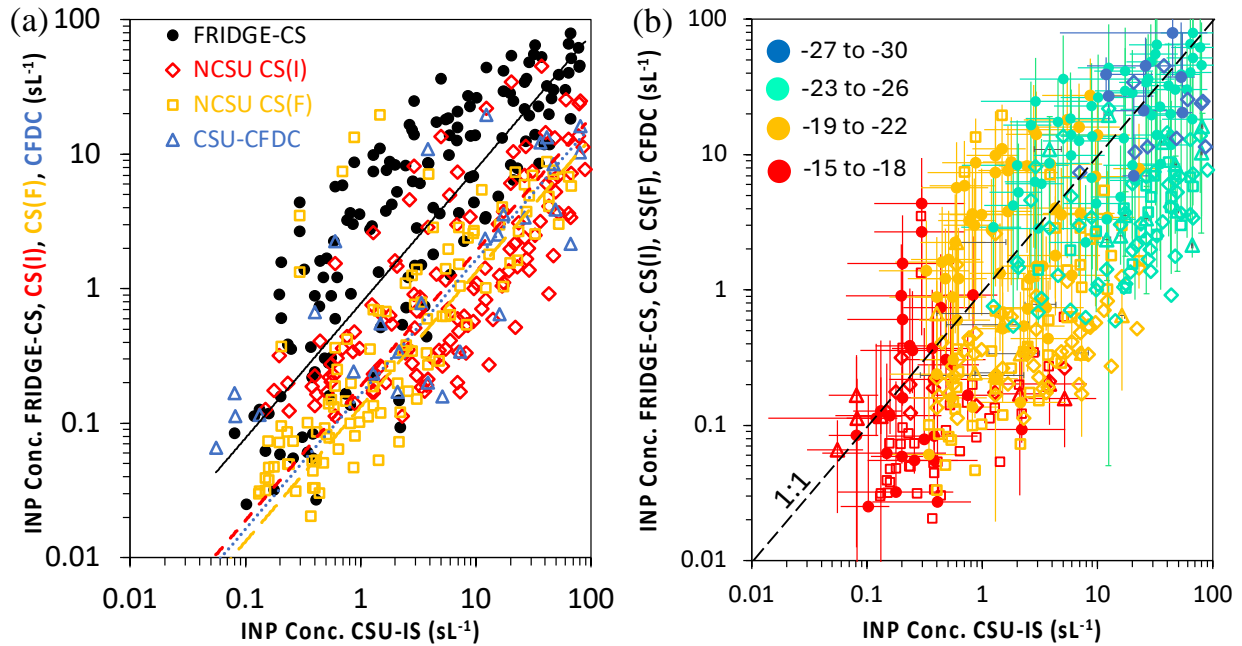 (a)
INP Conc. FRIDGE-CS, CS(I), CS(F), CFDC (sL⁻¹)
100
10
1
0.1
0.01
FRIDGE-CS
NCSU CS(I)
NCSU CS(F)
CSU-CFDC
0.01 0.1 1 10 100
INP Conc. CSU-IS (sL⁻¹)
(b)
INP Conc. FRIDGE-CS, CS(I), CS(F), CFDC (sL⁻¹)
100
10
1
0.1
0.01
-27 to -30
-23 to -26
-19 to -22
-15 to -18
1:1
0.01 0.1 1 10 100
INP Conc. CSU-IS (sL⁻¹)